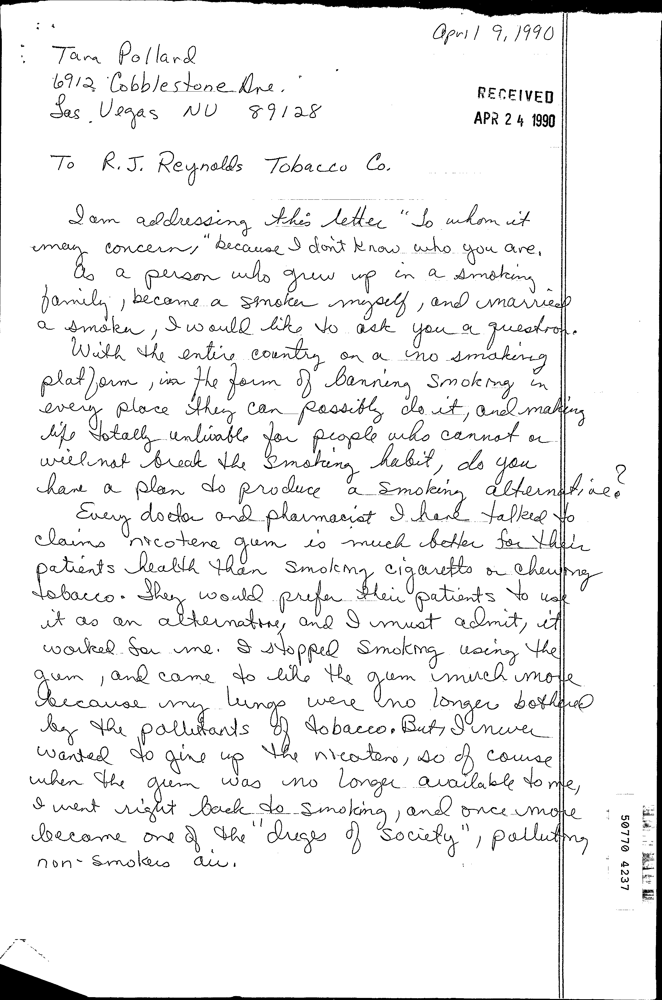 April 9, 1990
Tara Pollard
6912 Cobblestone Ave.
Las Vegas NV 89128
RECEIVED
APR 24 1990
To R.J. Reynolds Tobacco Co.
I am addressing this letter "To whom it
may concern," because I don't know who you are.
As a person who grew up in a smoking
family, became a smoker myself, and married
a smoker, I would like to ask you a question.
With the entire country on a no smoking
platform, in the form of banning smoking in
every place they can possibly do it, and making
life totally unlivable for people who cannot or
will not break the smoking habit, do you
have a plan to produce a smoking alternative?
Every doctor and pharmacist I have talked to
claims nicotene gum is much better for their
patients health than smoking cigaretts or chewing
tobacco. They would prefer their patients to use
it as an alternative, and I must admit, it
worked for me. I stopped smoking using the
gum, and came to like the gum much more
because my lungs were no longer bothered
by the pollutants of tobacco. But, I never
wanted to give up the nicotene, so of course
when the gum was no longer available to me,
I went right back to smoking, and once more
became one of the "druges of society", polluting
non-smokers air.
50770 4237